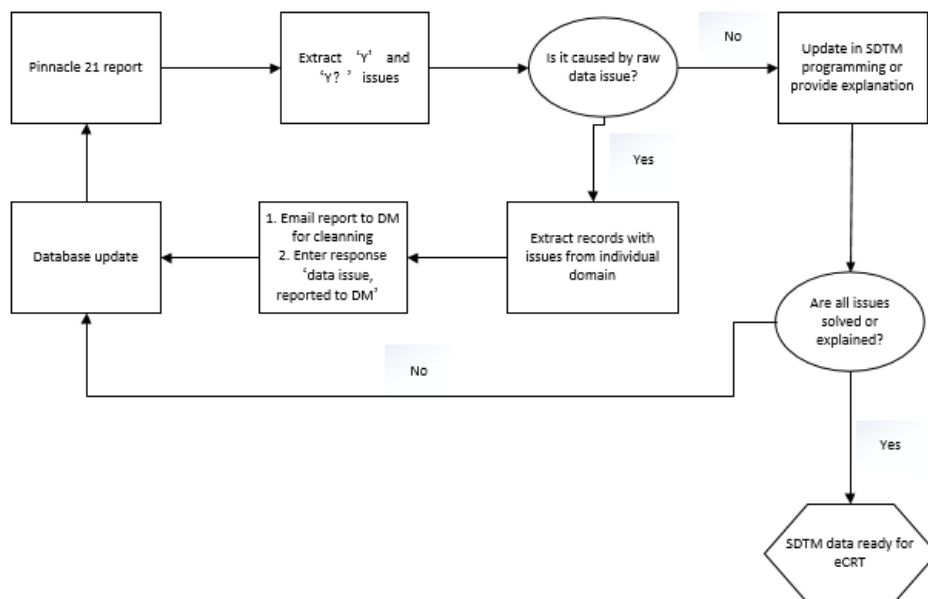 Pinnacle 21 report
Extract ‘Y’ and
‘Y?’ issues
Is it caused by raw
data issue?
No
Update in SDTM
programming or
provide explanation
Yes
Database update
1. Email report to DM
for cleanning
2. Enter response
‘data issue,
reported to DM’
Extract records with
issues from individual
domain
Are all issues
solved or
explained?
No
Yes
SDTM data ready for
eCRT